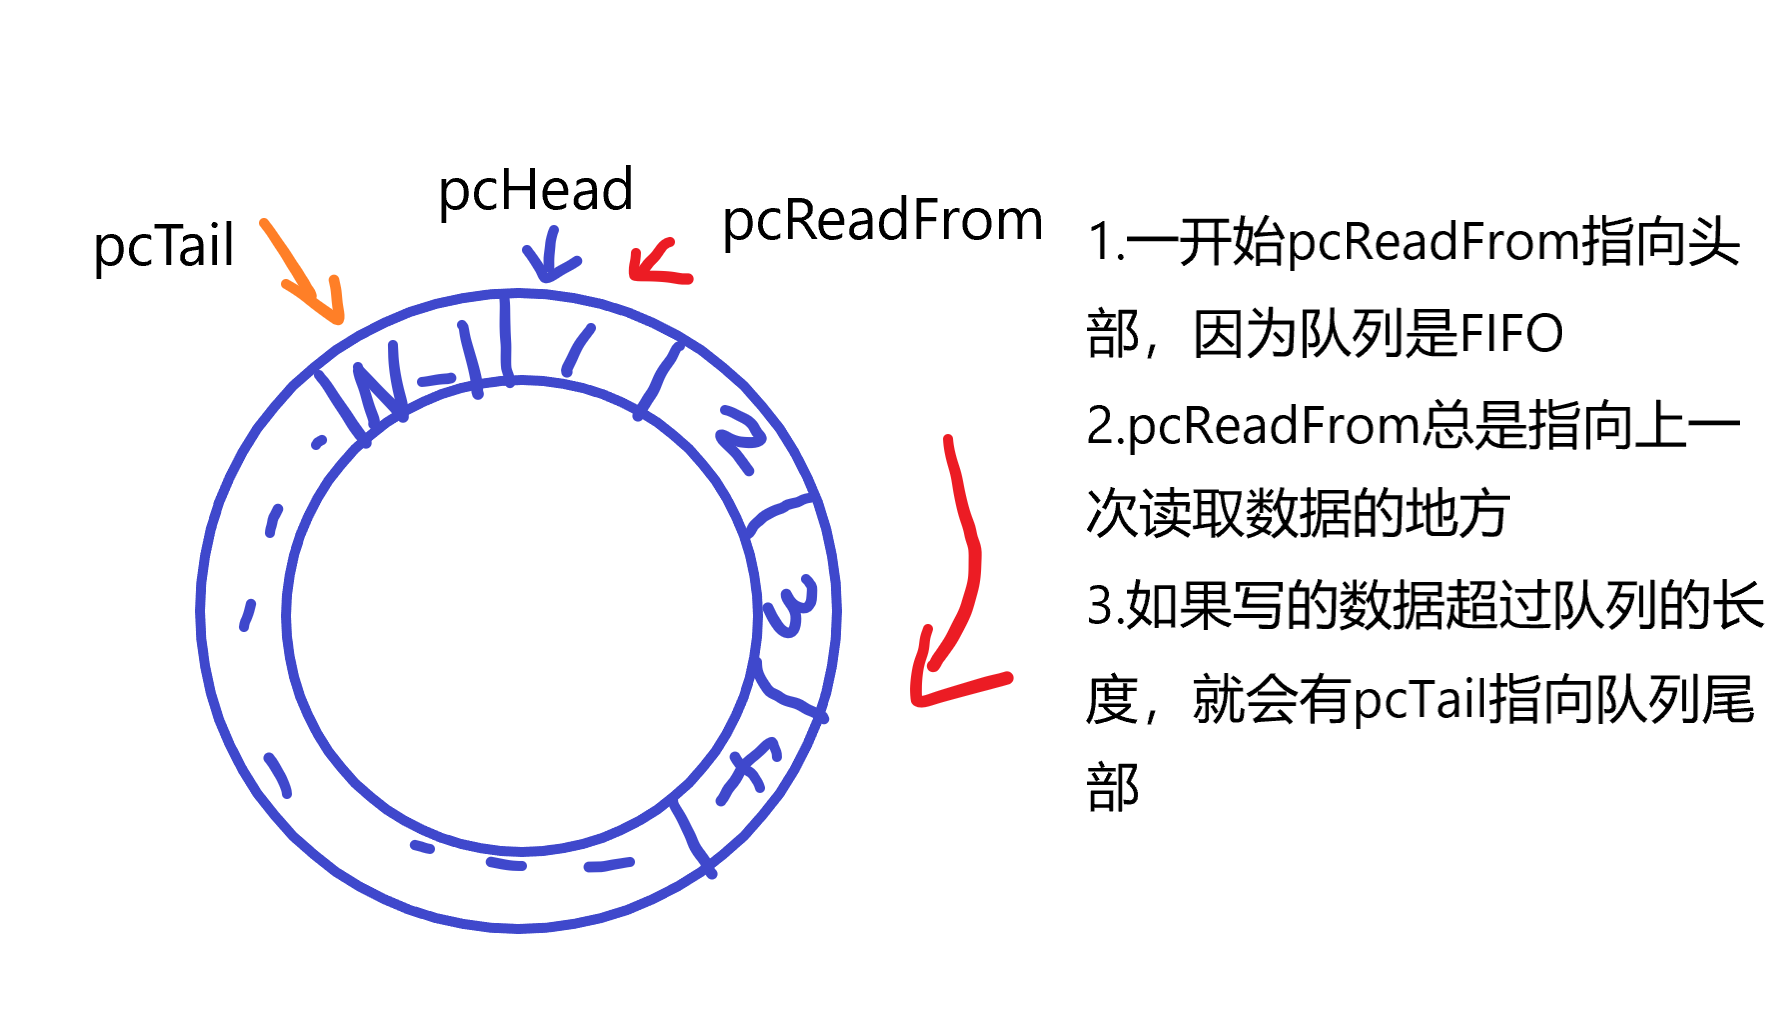 pcHead
pcTail
pcReadFrom
N-1
1
2
3
4
1.一开始pcReadFrom指向头
部，因为队列是FIFO
2.pcReadFrom总是指向上一
次读取数据的地方
3.如果写的数据超过队列的长
度，就会有pcTail指向队列尾
部